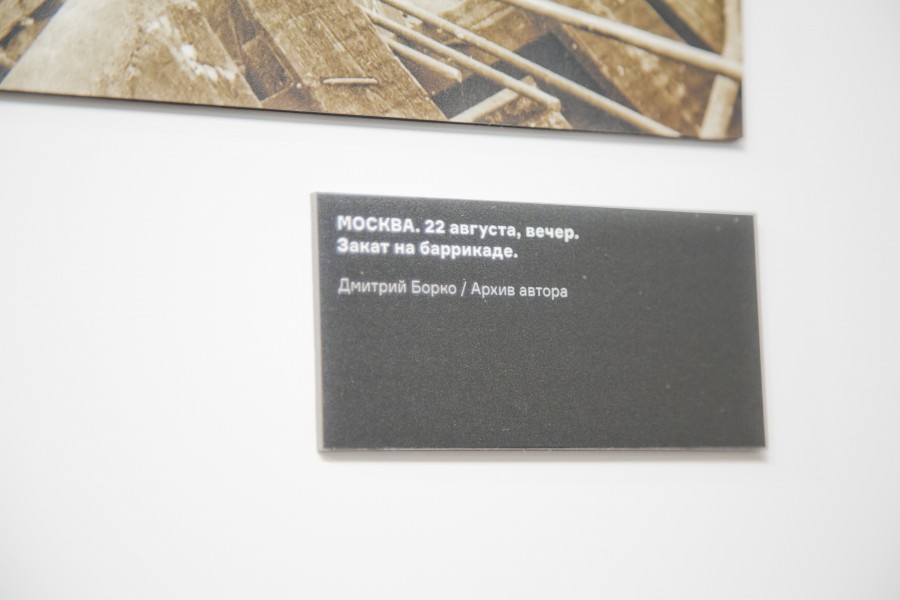 МОСКВА. 22 августа, вечер.
Закат на баррикаде.
Дмитрий Борко / Архив автора